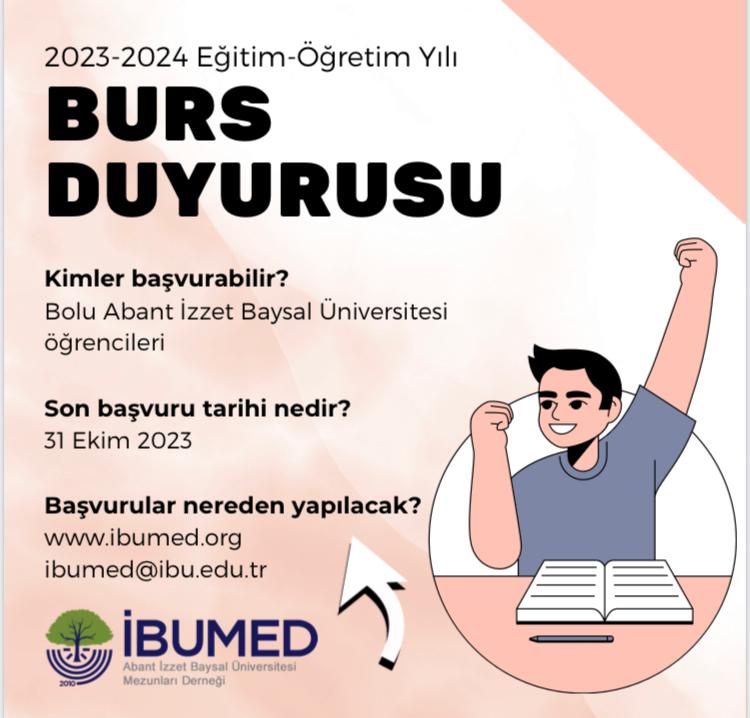 2023-2024 Eğitim-Öğretim Yılı
BURS
DUYURUSU
Kimler başvurabilir?
Bolu Abant İzzet Baysal Üniversitesi
öğrencileri
Son başvuru tarihi nedir?
31 Ekim 2023
Başvurular nereden yapılacak?
www.ibumed.org
ibumed@ibu.edu.tr
İBUMED
Abant İzzet Baysal Üniversitesi
Mezunları Derneği
2010